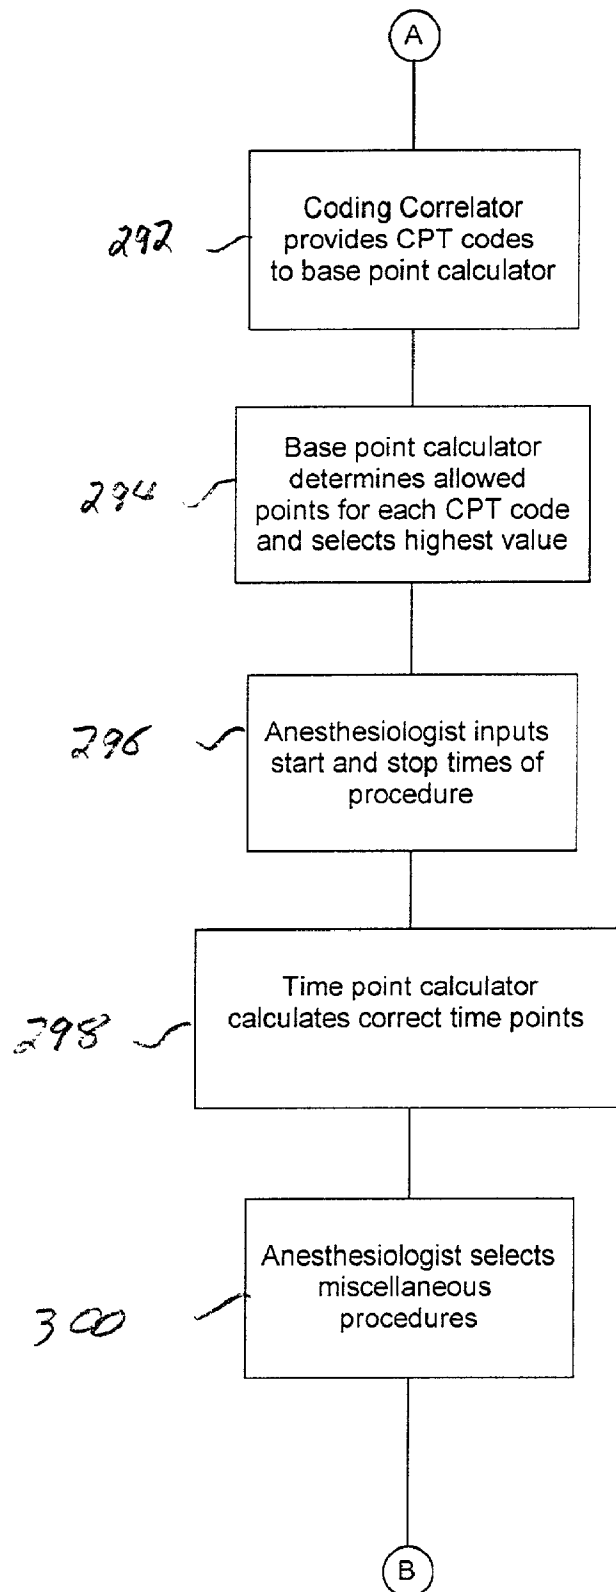 A
292
Coding Correlator
provides CPT codes
to base point calculator
294
Base point calculator
determines allowed
points for each CPT code
and selects highest value
296
Anesthesiologist inputs
start and stop times of
procedure
298
Time point calculator
calculates correct time points
300
Anesthesiologist selects
miscellaneous
procedures
B